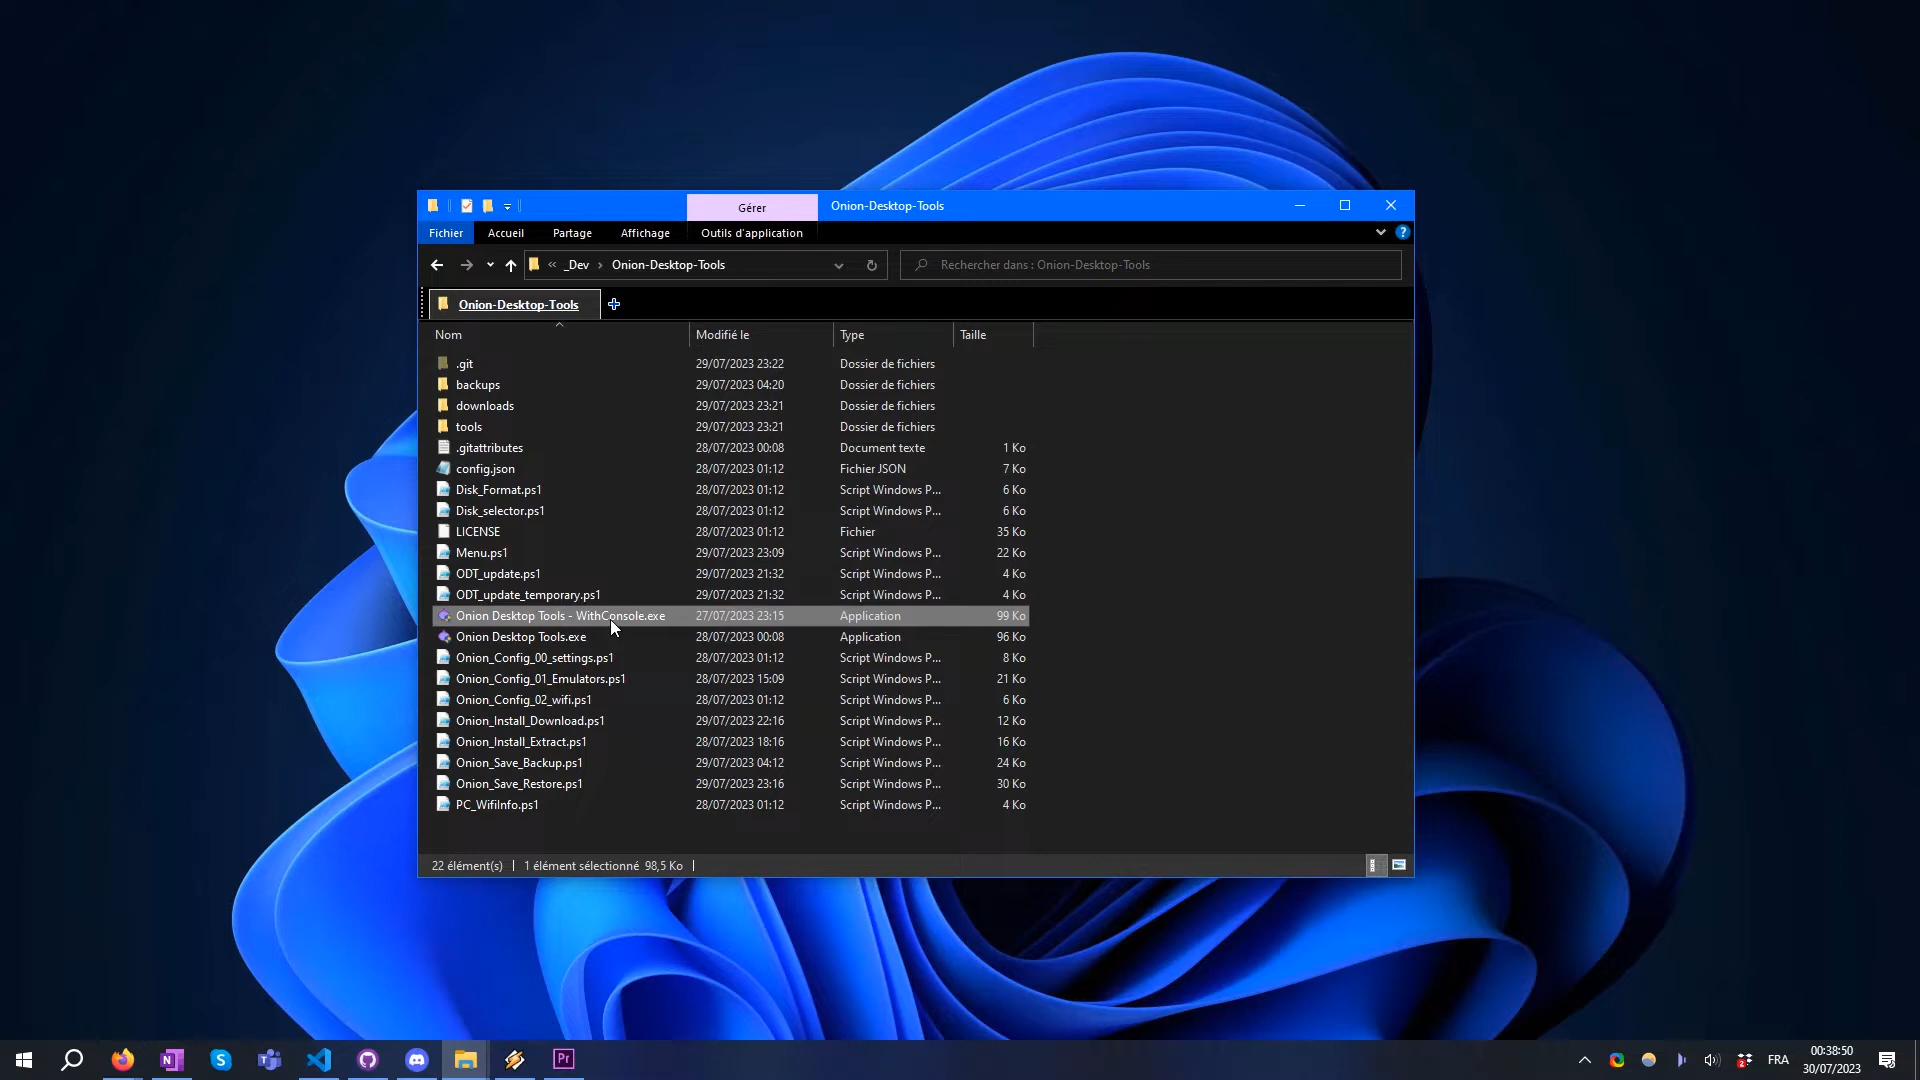 Gérer
Onion-Desktop-Tools
Fichier
Accueil
Partage
Affichage
Outils d'application
« _Dev › Onion-Desktop-Tools
Rechercher dans : Onion-Desktop-Tools
Onion-Desktop-Tools
Nom Modifié le Type Taille
.git 29/07/2023 23:22 Dossier de fichiers
backups 29/07/2023 04:20 Dossier de fichiers
downloads 29/07/2023 23:21 Dossier de fichiers
tools 29/07/2023 23:21 Dossier de fichiers
.gitattributes 28/07/2023 00:08 Document texte 1 Ko
config.json 28/07/2023 01:12 Fichier JSON 7 Ko
Disk_Format.ps1 28/07/2023 01:12 Script Windows P... 6 Ko
Disk_selector.ps1 28/07/2023 01:12 Script Windows P... 6 Ko
LICENSE 28/07/2023 01:12 Fichier 35 Ko
Menu.ps1 29/07/2023 23:09 Script Windows P... 22 Ko
ODT_update.ps1 29/07/2023 21:32 Script Windows P... 4 Ko
ODT_update_temporary.ps1 29/07/2023 21:32 Script Windows P... 4 Ko
Onion Desktop Tools - WithConsole.exe 27/07/2023 23:15 Application 99 Ko
Onion Desktop Tools.exe 28/07/2023 00:08 Application 96 Ko
Onion_Config_00_settings.ps1 28/07/2023 01:12 Script Windows P... 8 Ko
Onion_Config_01_Emulators.ps1 28/07/2023 15:09 Script Windows P... 21 Ko
Onion_Config_02_wifi.ps1 28/07/2023 01:12 Script Windows P... 6 Ko
Onion_Install_Download.ps1 29/07/2023 22:16 Script Windows P... 12 Ko
Onion_Install_Extract.ps1 28/07/2023 18:16 Script Windows P... 16 Ko
Onion_Save_Backup.ps1 29/07/2023 04:12 Script Windows P... 24 Ko
Onion_Save_Restore.ps1 29/07/2023 23:16 Script Windows P... 30 Ko
PC_WifiInfo.ps1 28/07/2023 01:12 Script Windows P... 4 Ko
22 élément(s) 1 élément sélectionné 98,5 Ko
FRA
00:38:50
30/07/2023